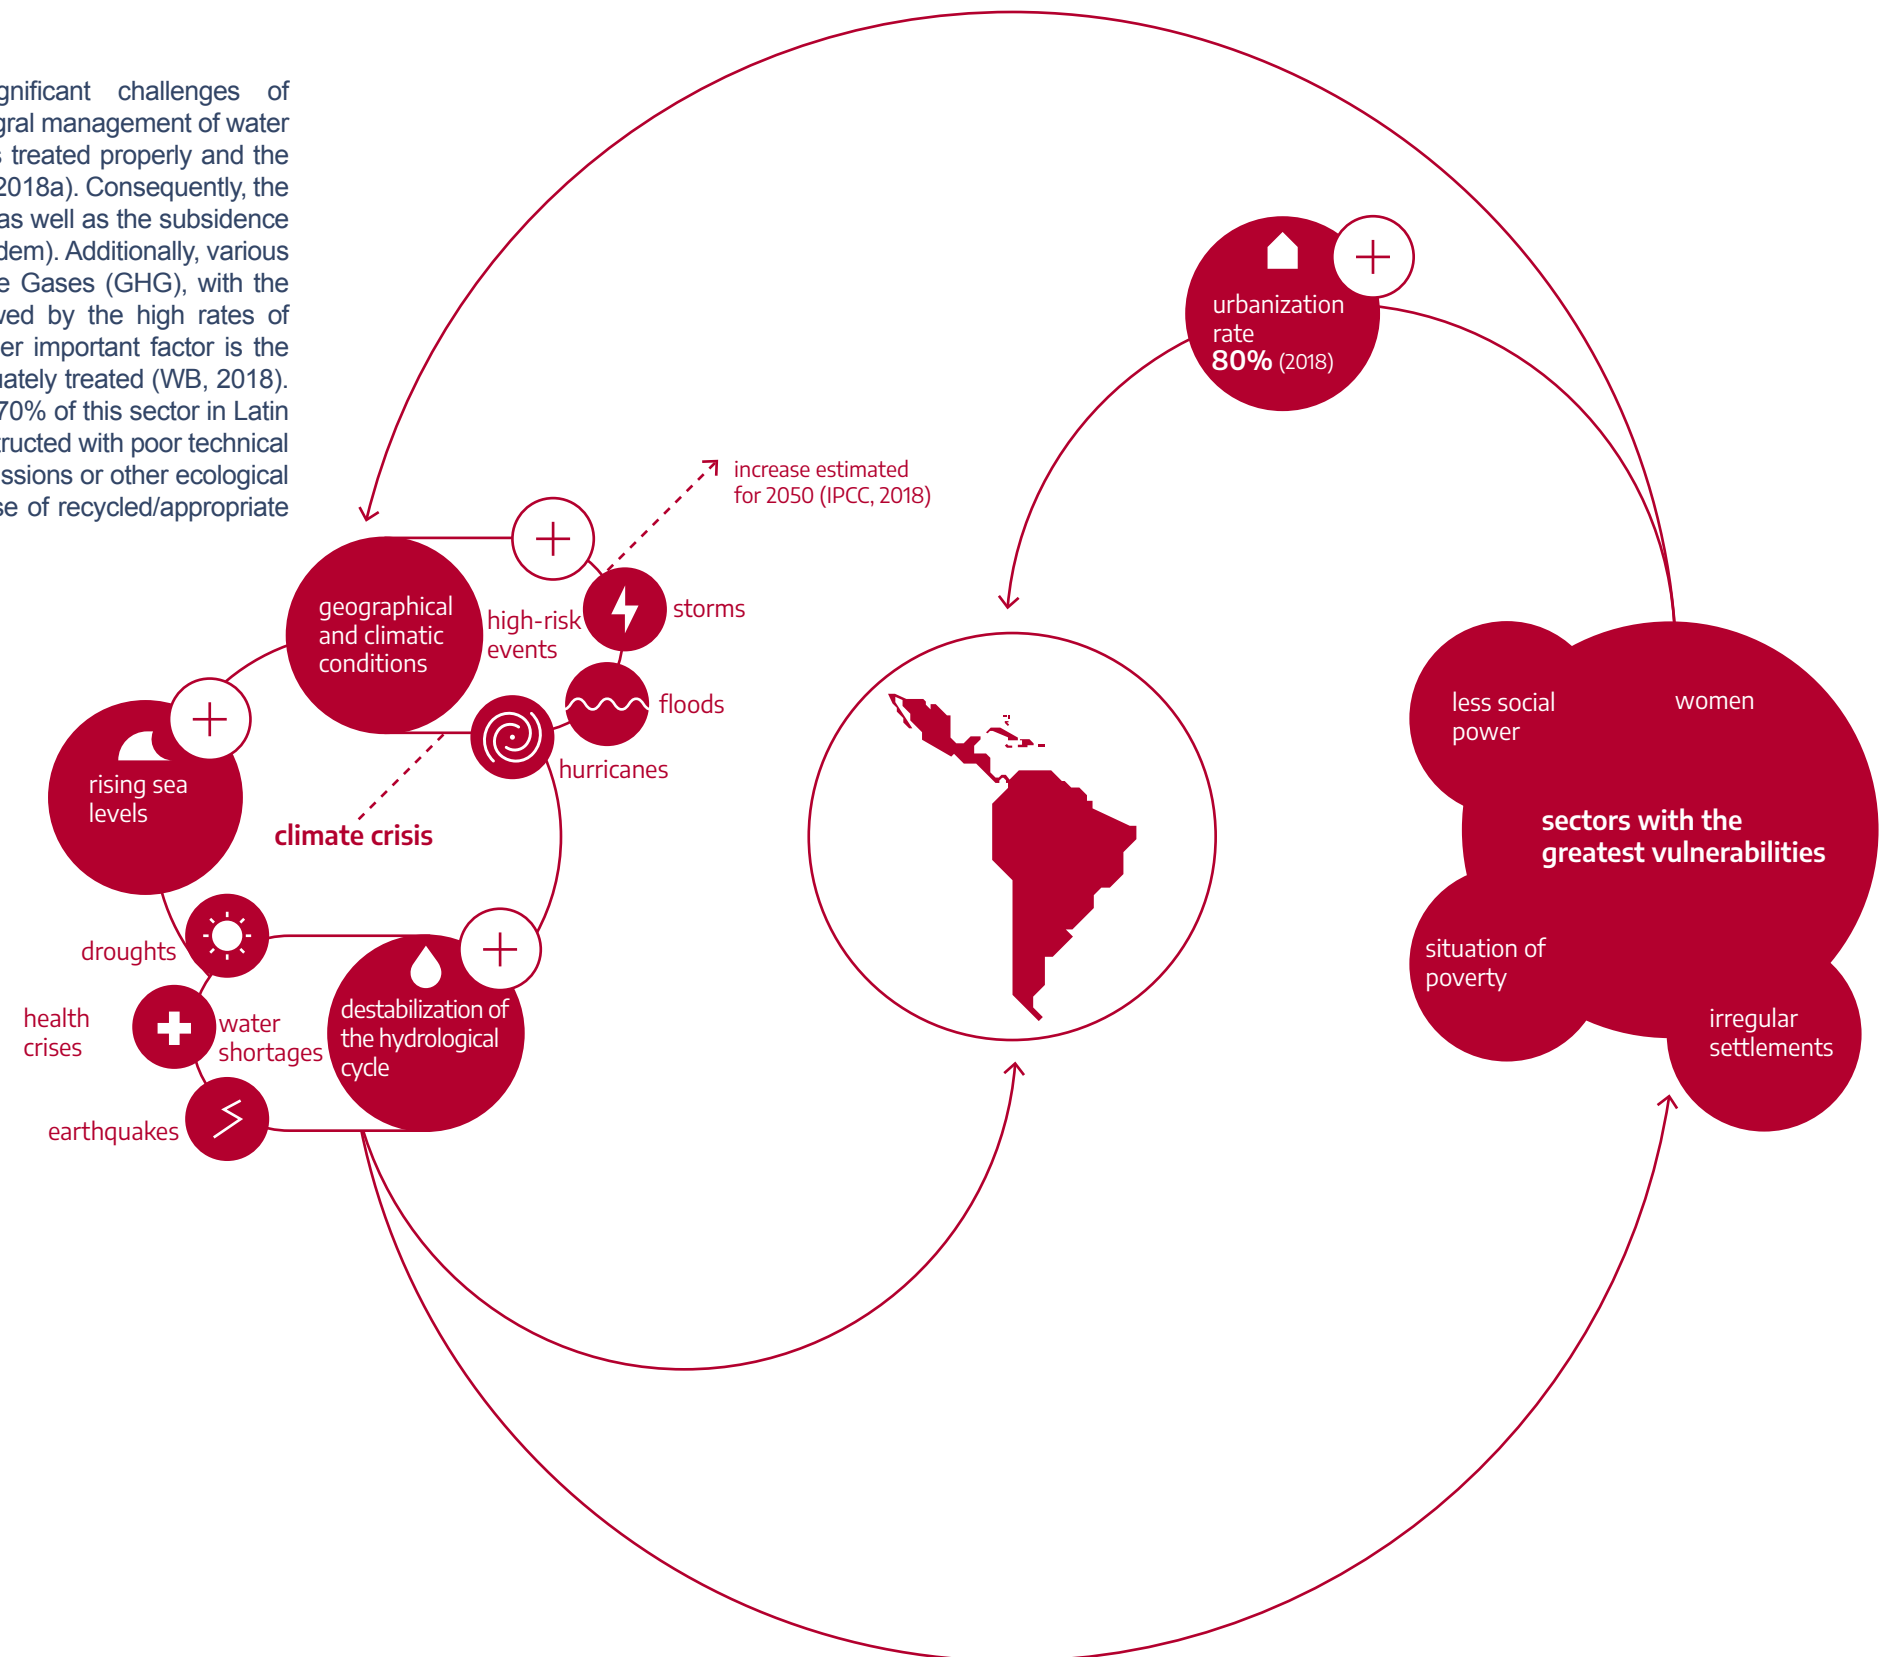 gnificant challenges of
gral management of water
s treated properly and the
2018a). Consequently, the
as well as the subsidence
dem). Additionally, various
e Gases (GHG), with the
wed by the high rates of
er important factor is the
uately treated (WB, 2018).
70% of this sector in Latin
tructed with poor technical
ssions or other ecological
se of recycled/appropriate
urbanization
rate
80% (2018)
increase estimated
for 2050 (IPCC, 2018)
geographical
and climatic
conditions
high-risk
events
storms
floods
hurricanes
rising sea
levels
climate crisis
droughts
health
crises
water
shortages
earthquakes
destabilization of
the hydrological
cycle
less social
power
women
sectors with the
greatest vulnerabilities
situation of
poverty
irregular
settlements